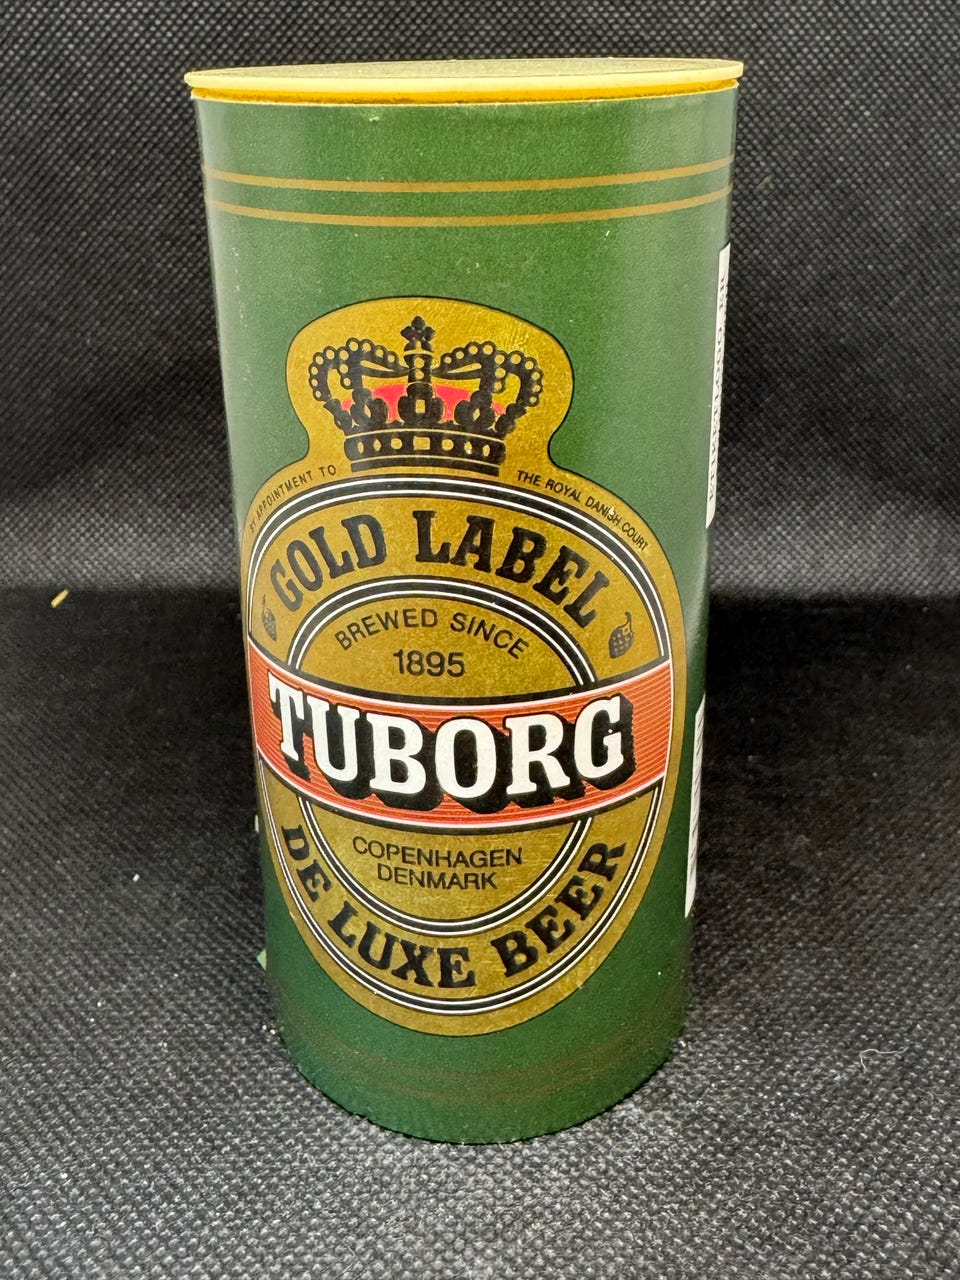 BY APPOINTMENT TO THE ROYAL DANISH COURT
GOLD LABEL
BREWED SINCE
1895
TUBORG
COPENHAGEN
DENMARK
DE LUXE BEER